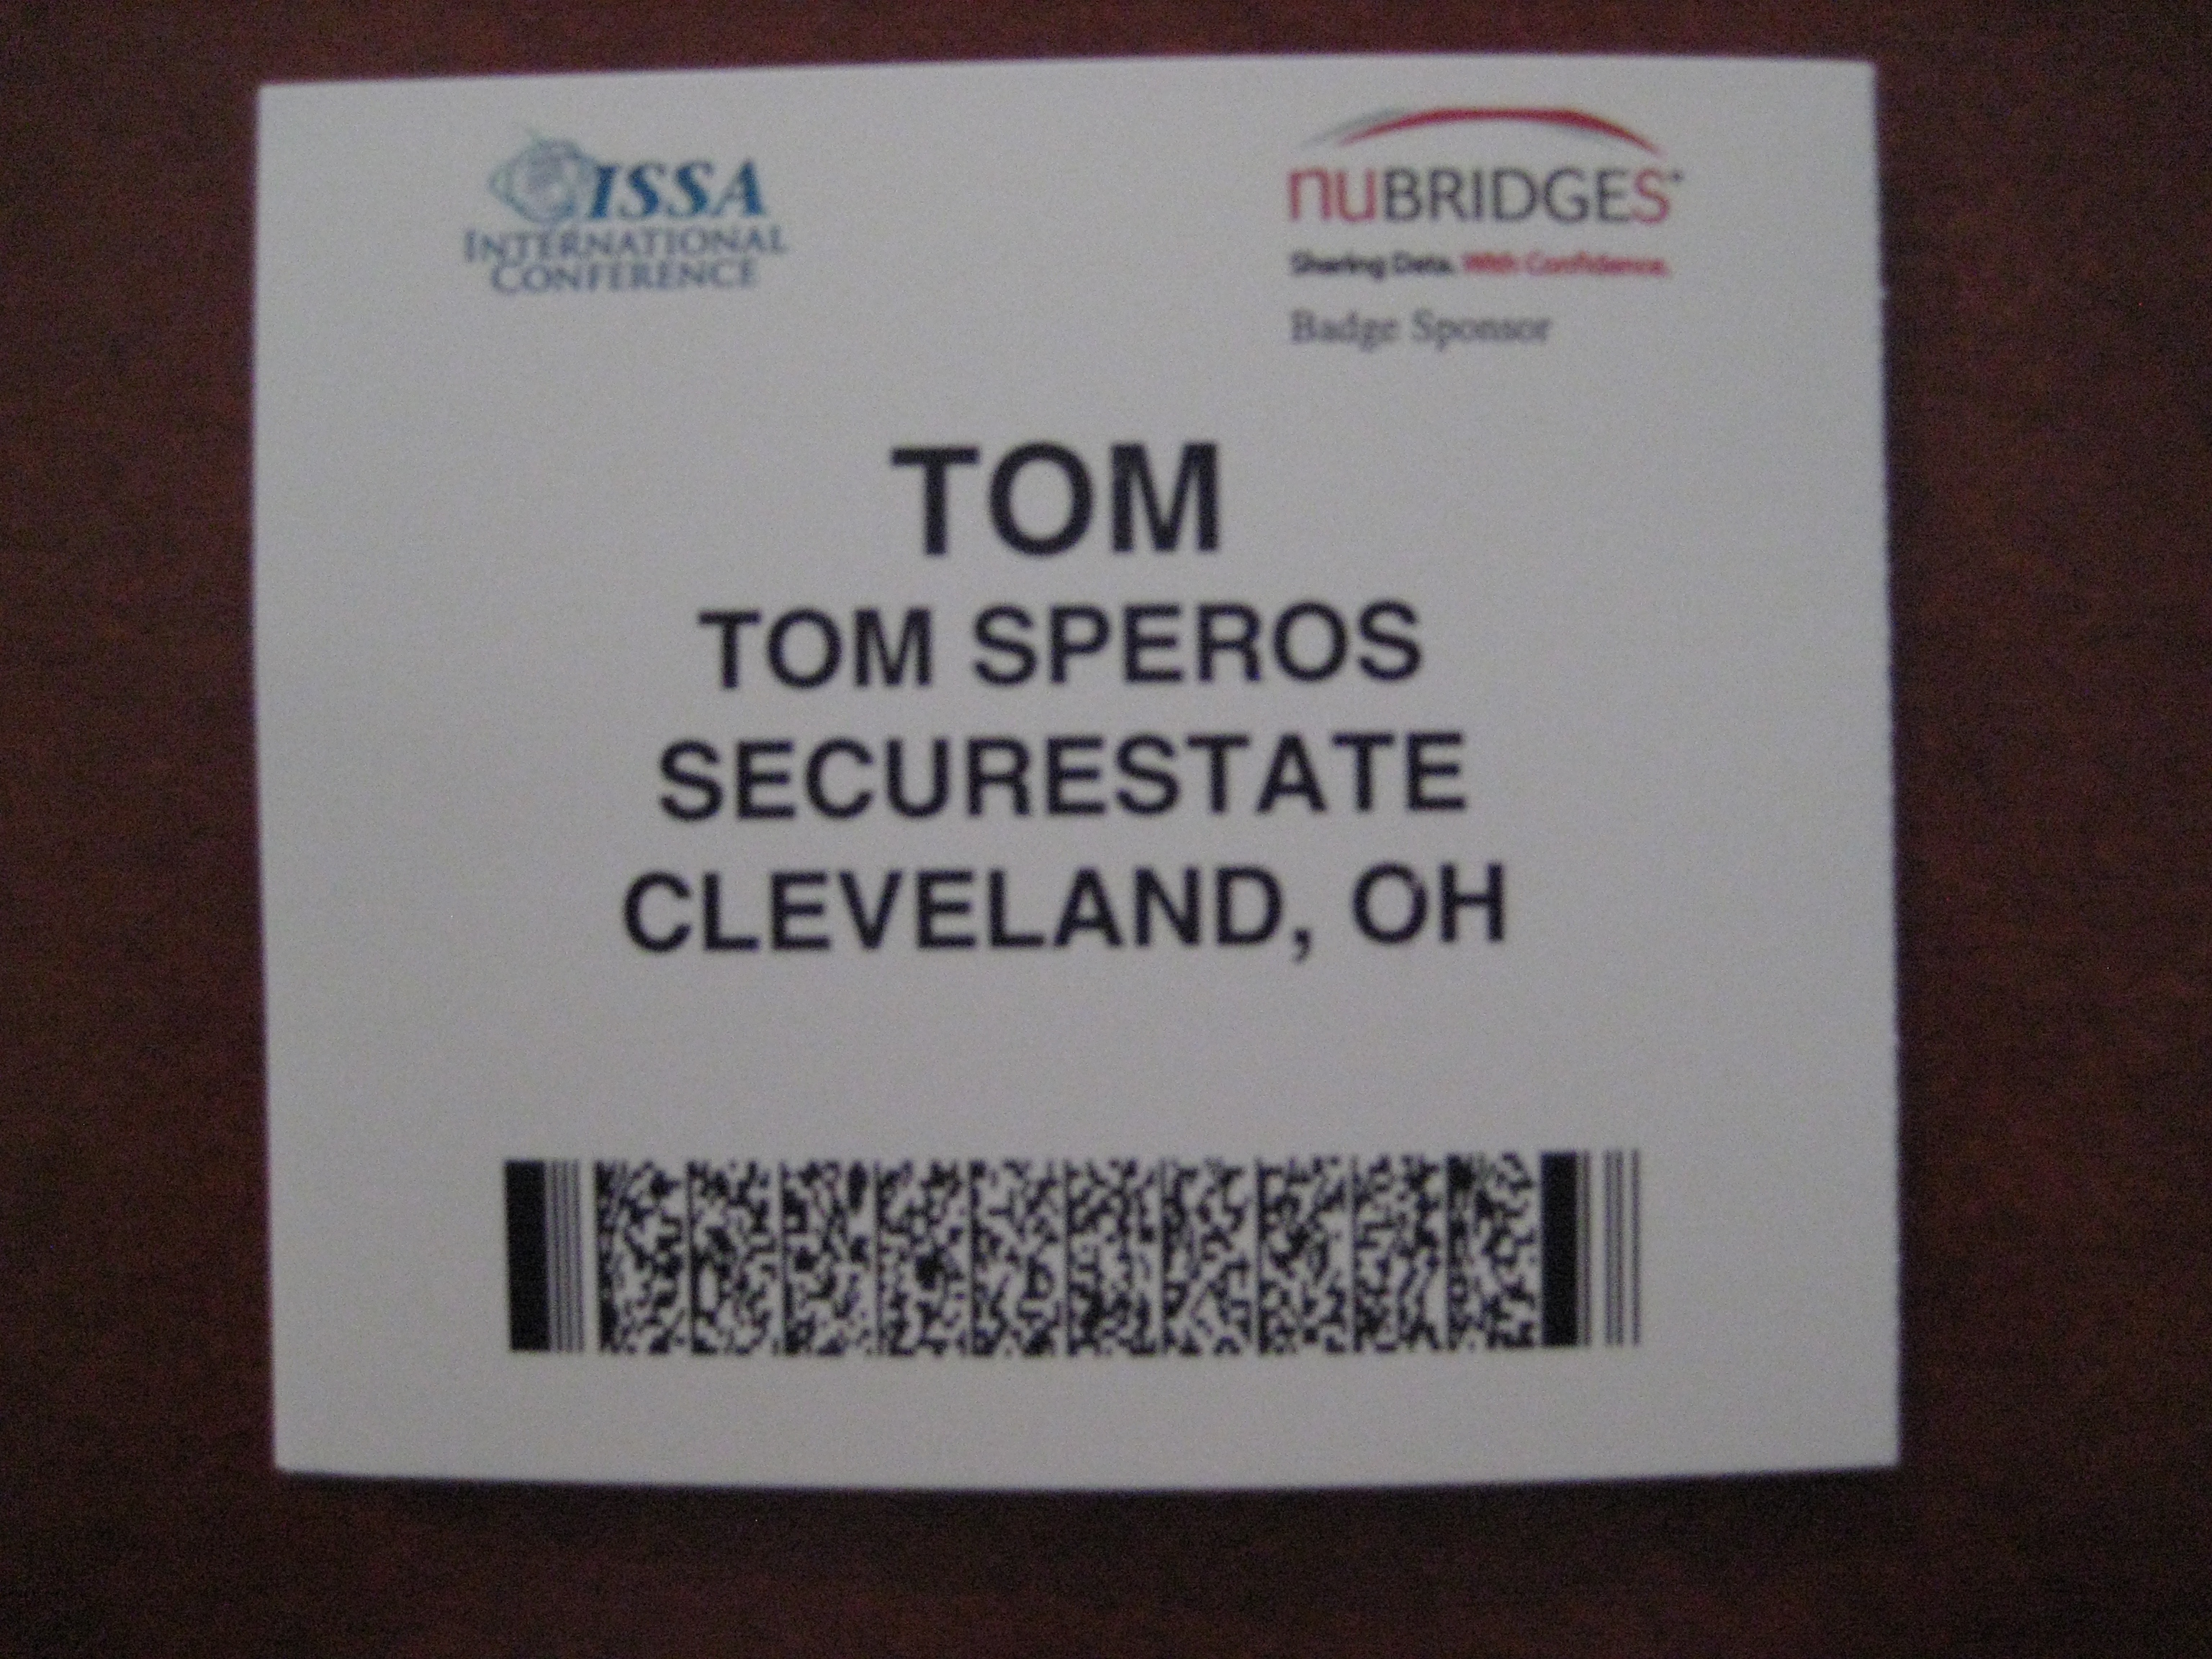 ISSA
INTERNATIONAL
CONFERENCE
nuBRIDGES
Sharing Data. With Confidence.
Badge Sponsor
TOM
TOM SPEROS
SECURESTATE
CLEVELAND, OH